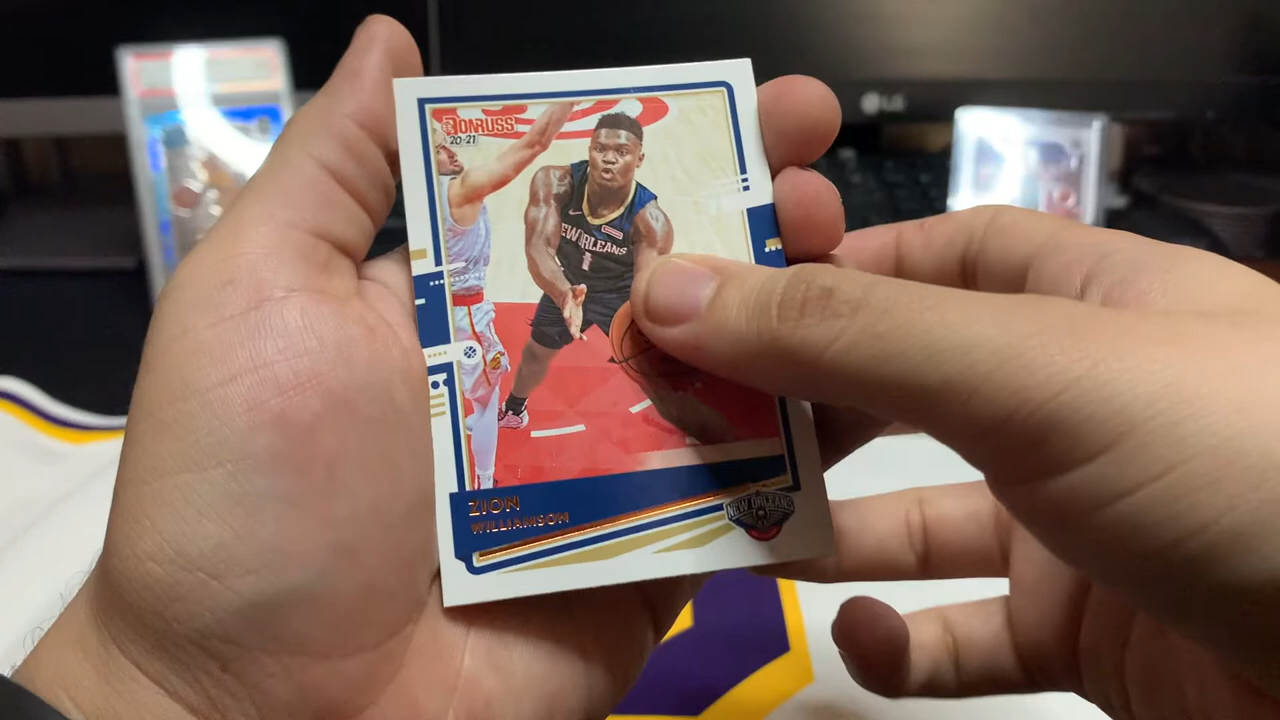 LG
DONRUSS
20-21
NEW ORLEANS
1
ZION
WILLIAMSON
NEW ORLEANS